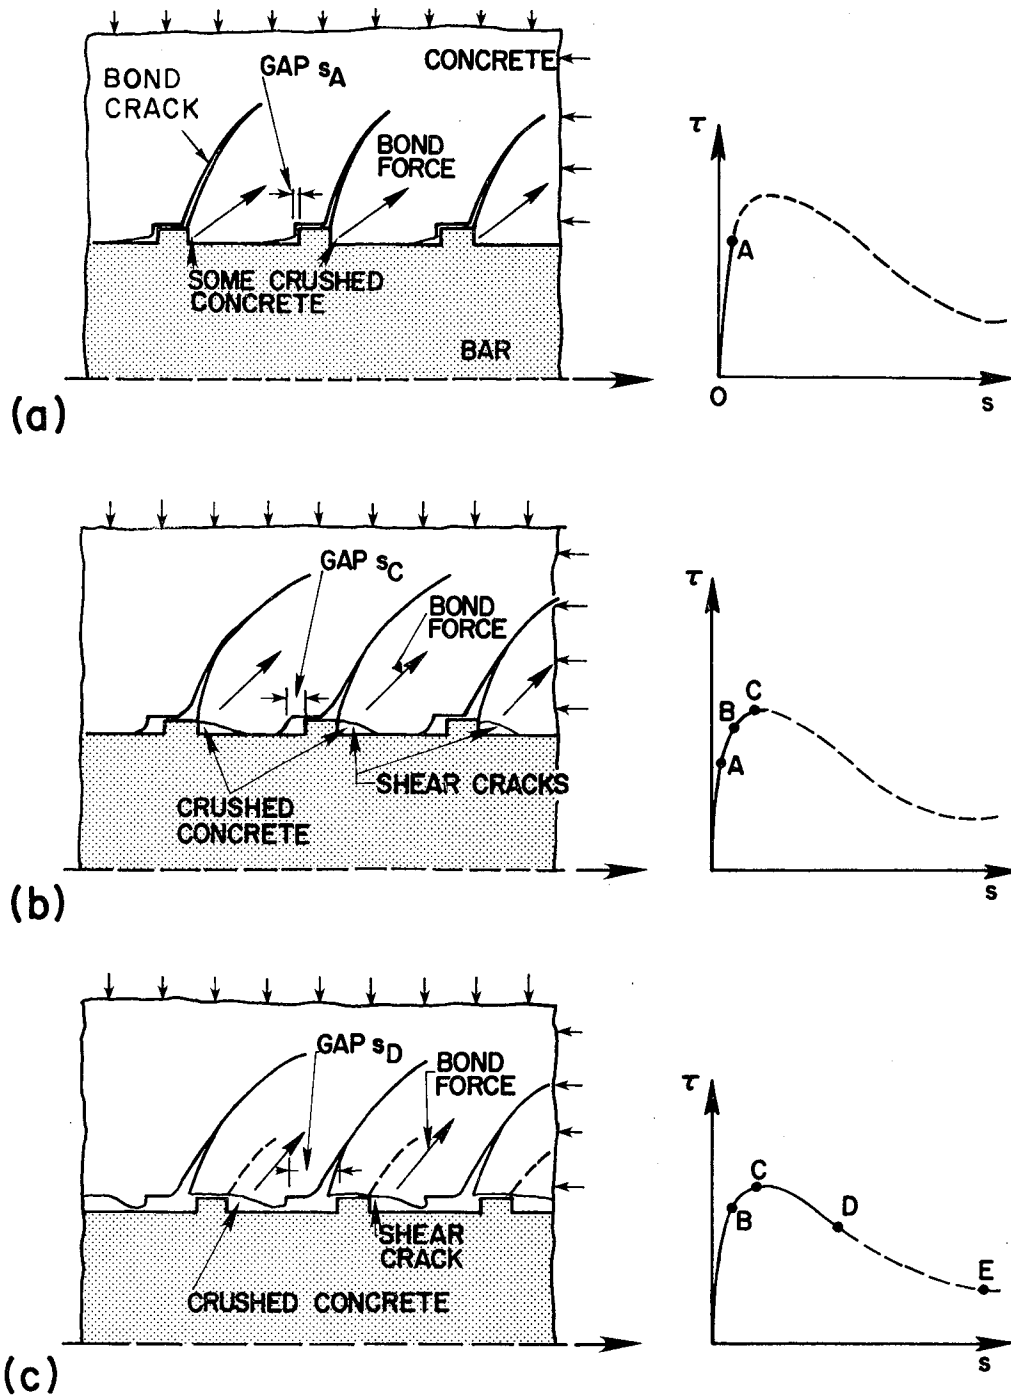 CONCRETE
GAP sA
BOND
CRACK
BOND
FORCE
SOME CRUSHED
CONCRETE
BAR
τ
A
O
s
(a)
GAP sC
BOND
FORCE
SHEAR CRACKS
CRUSHED
CONCRETE
τ
C
B
A
s
(b)
GAP sD
BOND
FORCE
SHEAR
CRACK
CRUSHED CONCRETE
τ
C
B
D
E
s
(c)